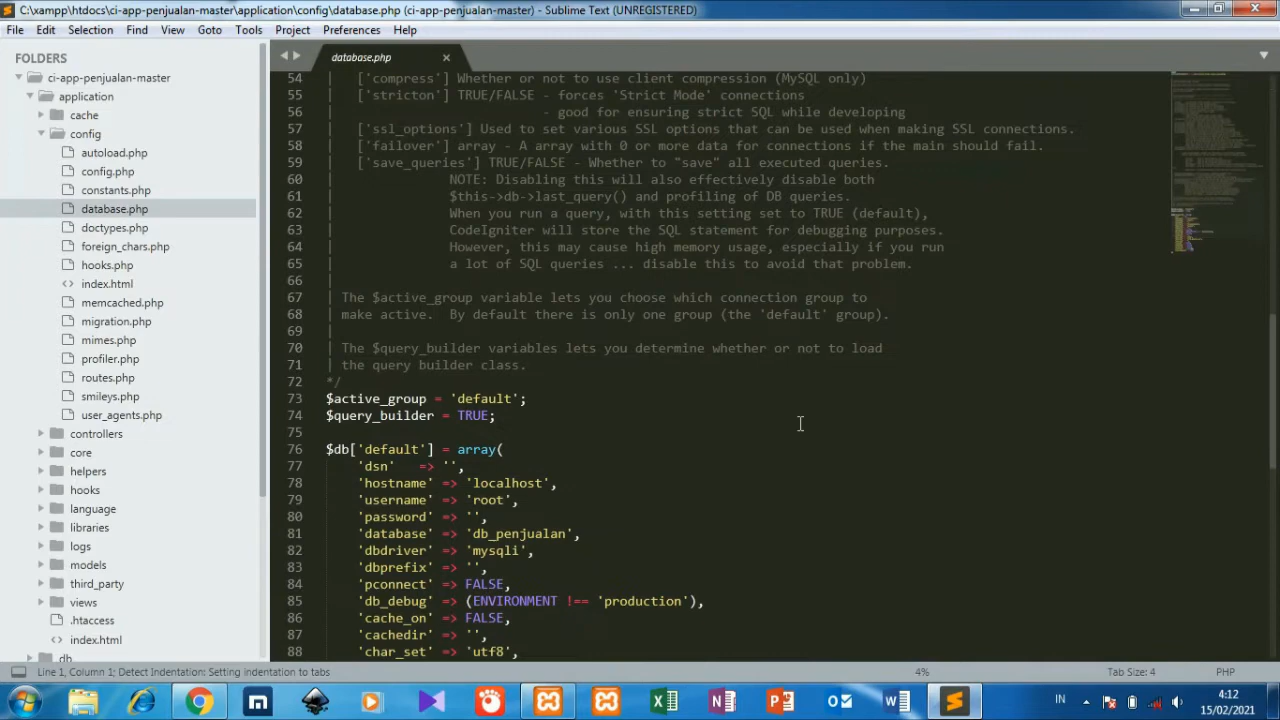 C:\xampp\htdocs\ci-app-penjualan-master\application\config\database.php (ci-app-penjualan-master) - Sublime Text (UNREGISTERED)
File Edit Selection Find View Goto Tools Project Preferences Help
FOLDERS
ci-app-penjualan-master
application
cache
config
autoload.php
config.php
constants.php
database.php
doctypes.php
foreign_chars.php
hooks.php
index.html
memcached.php
migration.php
mimes.php
profiler.php
routes.php
smileys.php
user_agents.php
controllers
core
helpers
hooks
language
libraries
logs
models
third_party
views
.htaccess
index.html
db
database.php
54 | ['compress'] Whether or not to use client compression (MySQL only)
55 | ['stricton'] TRUE/FALSE - forces 'Strict Mode' connections
56 | - good for ensuring strict SQL while developing
57 | ['ssl_options'] Used to set various SSL options that can be used when making SSL connections.
58 | ['failover'] array - A array with 0 or more data for connections if the main should fail.
59 | ['save_queries'] TRUE/FALSE - Whether to "save" all executed queries.
60 | NOTE: Disabling this will also effectively disable both
61 | $this->db->last_query() and profiling of DB queries.
62 | When you run a query, with this setting set to TRUE (default),
63 | CodeIgniter will store the SQL statement for debugging purposes.
64 | However, this may cause high memory usage, especially if you run
65 | a lot of SQL queries ... disable this to avoid that problem.
66 |
67 | The $active_group variable lets you choose which connection group to
68 | make active.  By default there is only one group (the 'default' group).
69 |
70 | The $query_builder variables lets you determine whether or not to load
71 | the query builder class.
72 */
73 $active_group = 'default';
74 $query_builder = TRUE;
75
76 $db['default'] = array(
77 'dsn' => '',
78 'hostname' => 'localhost',
79 'username' => 'root',
80 'password' => '',
81 'database' => 'db_penjualan',
82 'dbdriver' => 'mysqli',
83 'dbprefix' => '',
84 'pconnect' => FALSE,
85 'db_debug' => (ENVIRONMENT !== 'production'),
86 'cache_on' => FALSE,
87 'cachedir' => '',
88 'char_set' => 'utf8',
Line 1, Column 1; Detect Indentation: Setting indentation to tabs 4% Tab Size: 4 PHP
IN 4:12
15/02/2021